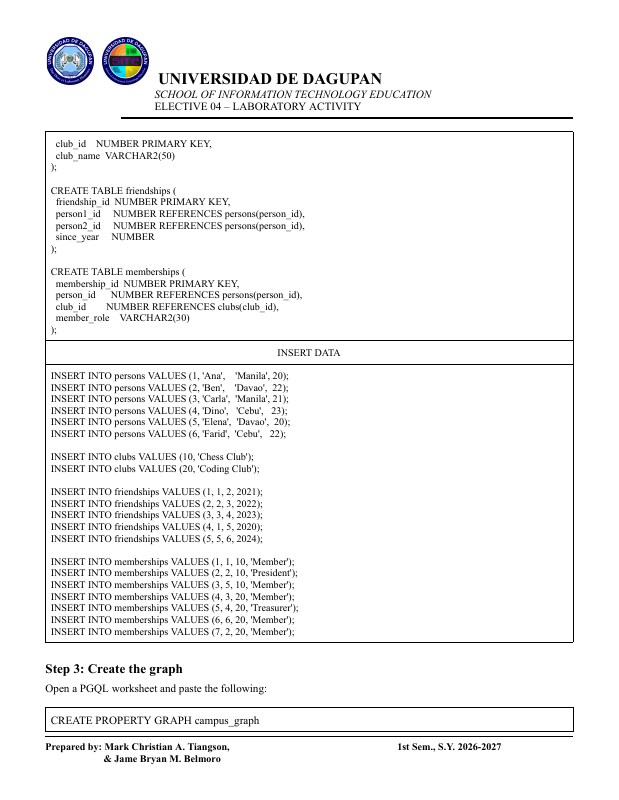 UNIVERSIDAD DE DAGUPAN
SCHOOL OF INFORMATION TECHNOLOGY EDUCATION
ELECTIVE 04 – LABORATORY ACTIVITY
club_id    NUMBER PRIMARY KEY,
club_name  VARCHAR2(50)
);
CREATE TABLE friendships (
friendship_id  NUMBER PRIMARY KEY,
person1_id     NUMBER REFERENCES persons(person_id),
person2_id     NUMBER REFERENCES persons(person_id),
since_year     NUMBER
);
CREATE TABLE memberships (
membership_id  NUMBER PRIMARY KEY,
person_id      NUMBER REFERENCES persons(person_id),
club_id        NUMBER REFERENCES clubs(club_id),
member_role    VARCHAR2(30)
);
INSERT DATA
INSERT INTO persons VALUES (1, 'Ana',    'Manila', 20);
INSERT INTO persons VALUES (2, 'Ben',    'Davao',  22);
INSERT INTO persons VALUES (3, 'Carla',  'Manila', 21);
INSERT INTO persons VALUES (4, 'Dino',   'Cebu',   23);
INSERT INTO persons VALUES (5, 'Elena',  'Davao',  20);
INSERT INTO persons VALUES (6, 'Farid',  'Cebu',   22);
INSERT INTO clubs VALUES (10, 'Chess Club');
INSERT INTO clubs VALUES (20, 'Coding Club');
INSERT INTO friendships VALUES (1, 1, 2, 2021);
INSERT INTO friendships VALUES (2, 2, 3, 2022);
INSERT INTO friendships VALUES (3, 3, 4, 2023);
INSERT INTO friendships VALUES (4, 1, 5, 2020);
INSERT INTO friendships VALUES (5, 5, 6, 2024);
INSERT INTO memberships VALUES (1, 1, 10, 'Member');
INSERT INTO memberships VALUES (2, 2, 10, 'President');
INSERT INTO memberships VALUES (3, 5, 10, 'Member');
INSERT INTO memberships VALUES (4, 3, 20, 'Member');
INSERT INTO memberships VALUES (5, 4, 20, 'Treasurer');
INSERT INTO memberships VALUES (6, 6, 20, 'Member');
INSERT INTO memberships VALUES (7, 2, 20, 'Member');
Step 3: Create the graph
Open a PGQL worksheet and paste the following:
CREATE PROPERTY GRAPH campus_graph
Prepared by: Mark Christian A. Tiangson,
& Jame Bryan M. Belmoro
1st Sem., S.Y. 2026-2027